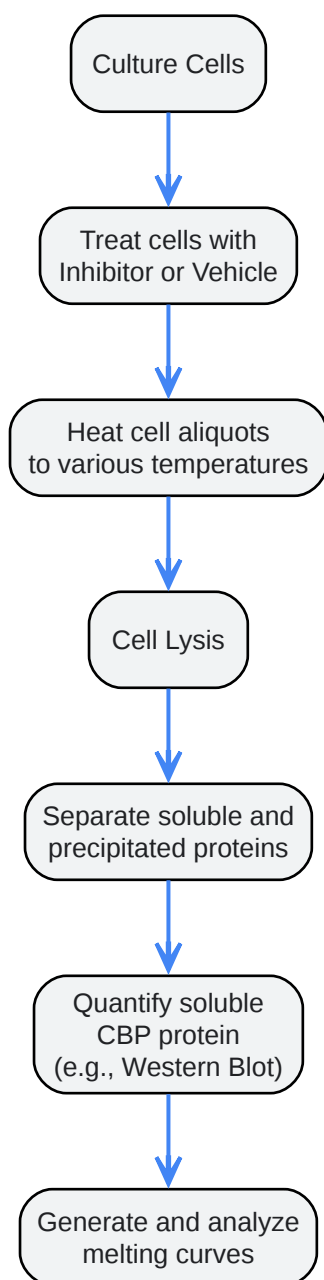 Culture Cells
Treat cells with
Inhibitor or Vehicle
Heat cell aliquots
to various temperatures
Cell Lysis
Separate soluble and
precipitated proteins
Quantify soluble
CBP protein
(e.g., Western Blot)
Generate and analyze
melting curves